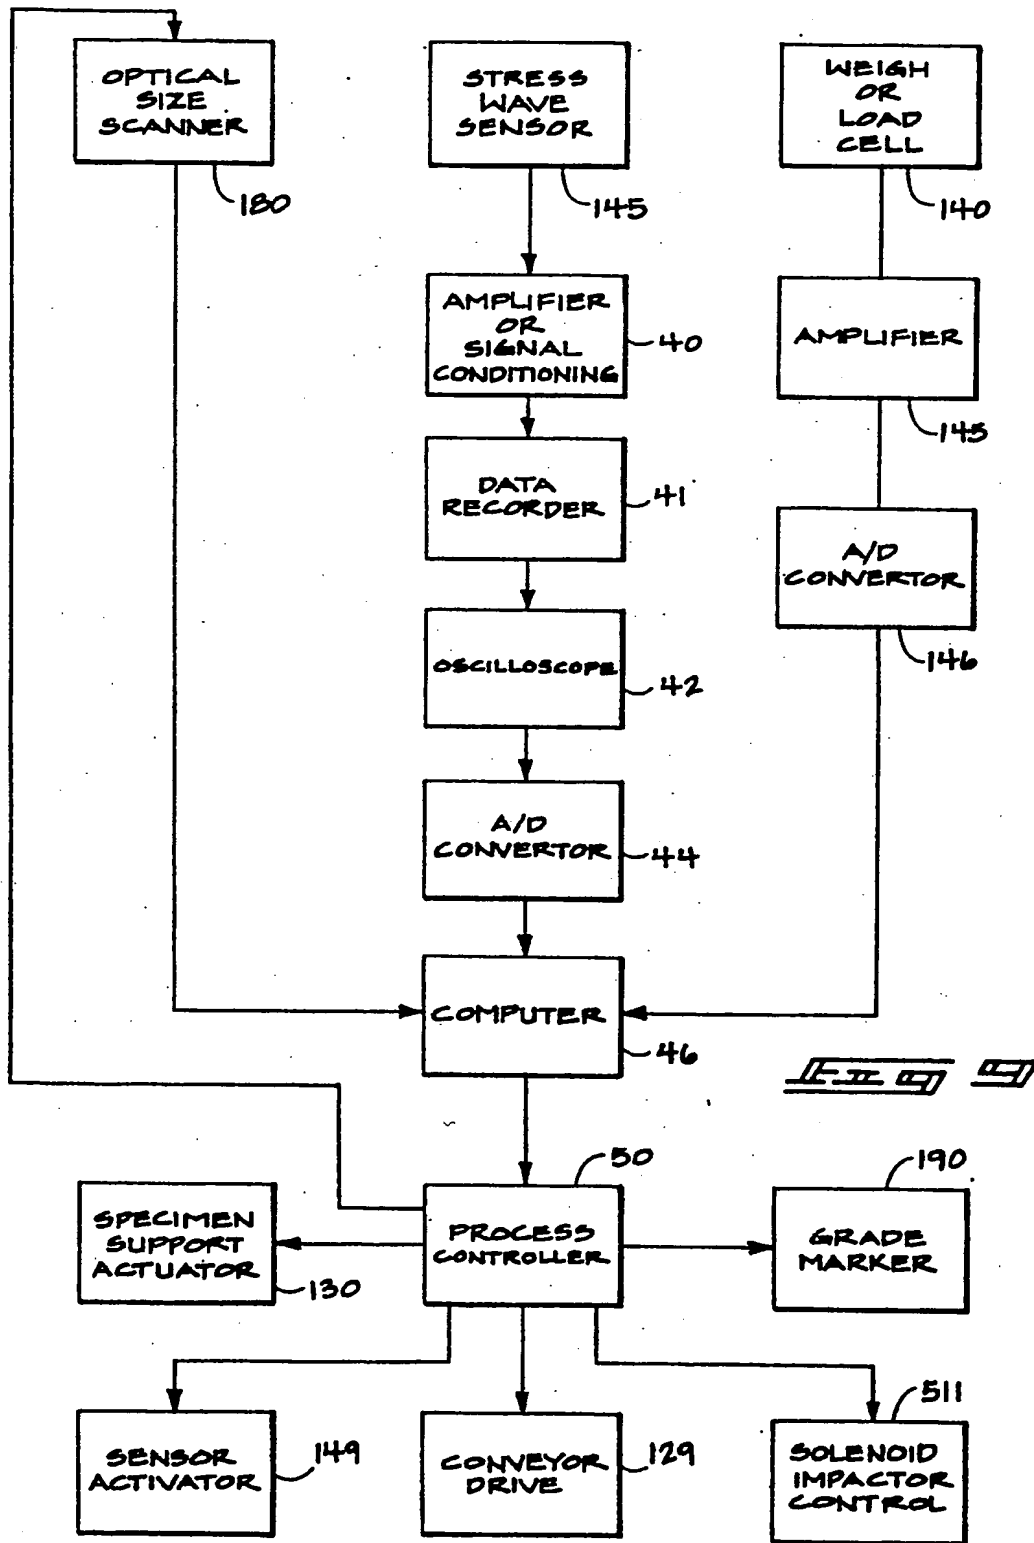 OPTICAL
SIZE
SCANNER
180
STRESS
WAVE
SENSOR
145
WEIGH
OR
LOAD
CELL
140
AMPLIFIER
OR
SIGNAL
CONDITIONING
40
AMPLIFIER
145
DATA
RECORDER
41
A/D
CONVERTOR
146
OSCILLOSCOPE
42
A/D
CONVERTOR
44
COMPUTER
46
Fig 9
50
190
SPECIMEN
SUPPORT
ACTUATOR
130
PROCESS
CONTROLLER
GRADE
MARKER
511
SENSOR
ACTIVATOR
149
CONVEYOR
DRIVE
129
SOLENOID
IMPACTOR
CONTROL